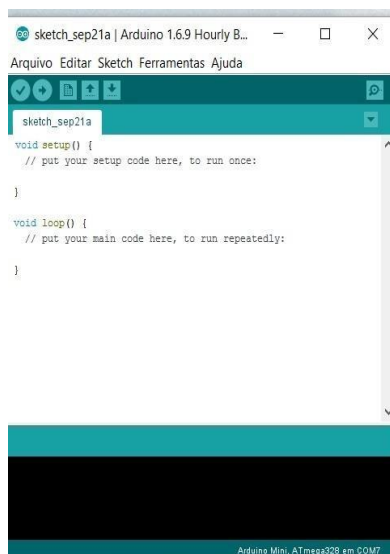 sketch_sep21a | Arduino 1.6.9 Hourly B...
Arquivo Editar Sketch Ferramentas Ajuda
sketch_sep21a
void setup() {
// put your setup code here, to run once:
}
void loop() {
// put your main code here, to run repeatedly:
}
Arduino Mini, ATmega328 em COM7